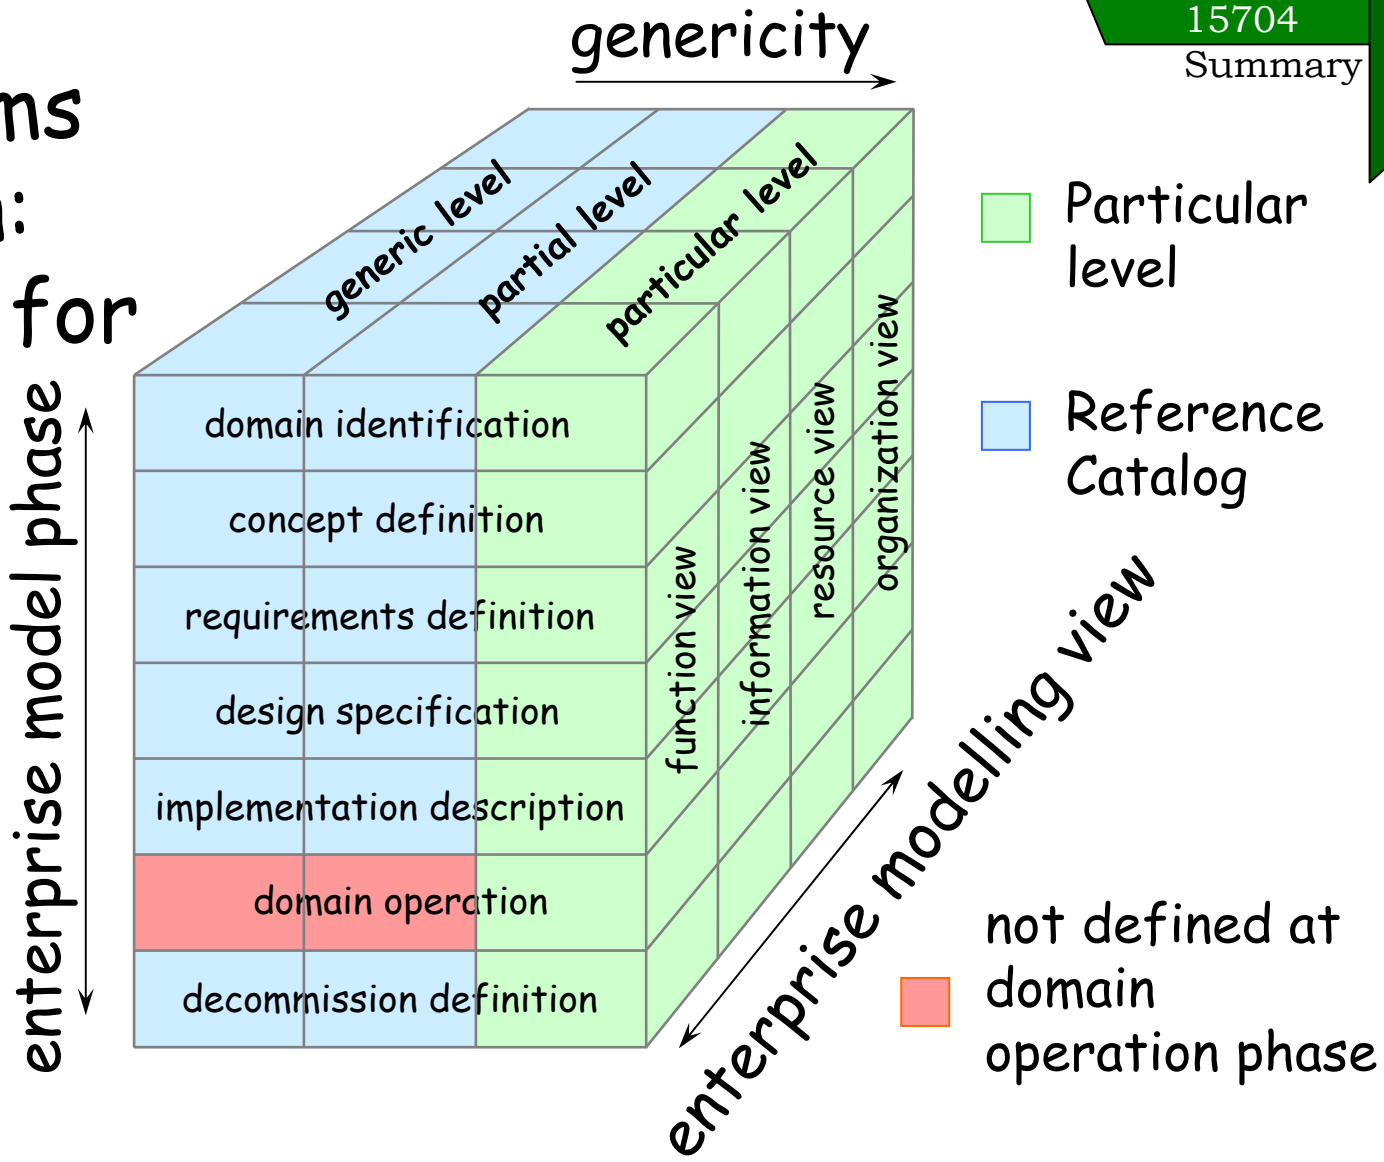 genericity
15704
Summary
ms
:
for
generic level
partial level
particular level
Particular
level
Reference
Catalog
enterprise model phase
domain identification
concept definition
requirements definition
design specification
implementation description
domain operation
decommission definition
function view
information view
resource view
organization view
enterprise modelling view
not defined at
domain
operation phase